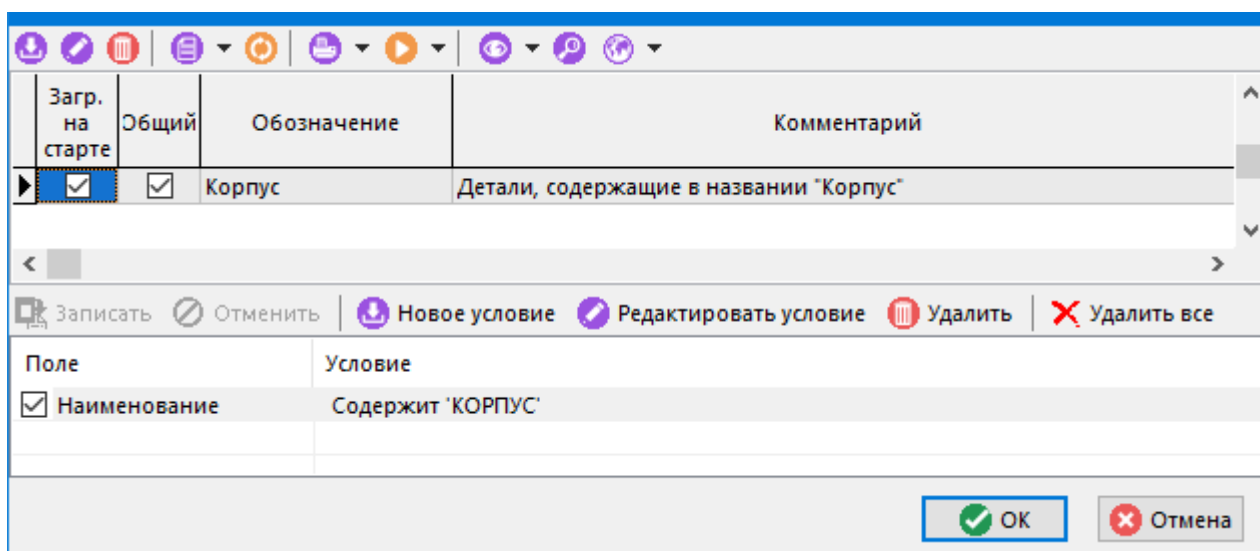 Загр.
на
старте
Общий
Обозначение
Комментарий
Корпус
Детали, содержащие в названии "Корпус"
Записать
Отменить
Новое условие
Редактировать условие
Удалить
Удалить все
Поле
Условие
Наименование
Содержит 'КОРПУС'
ОК
Отмена